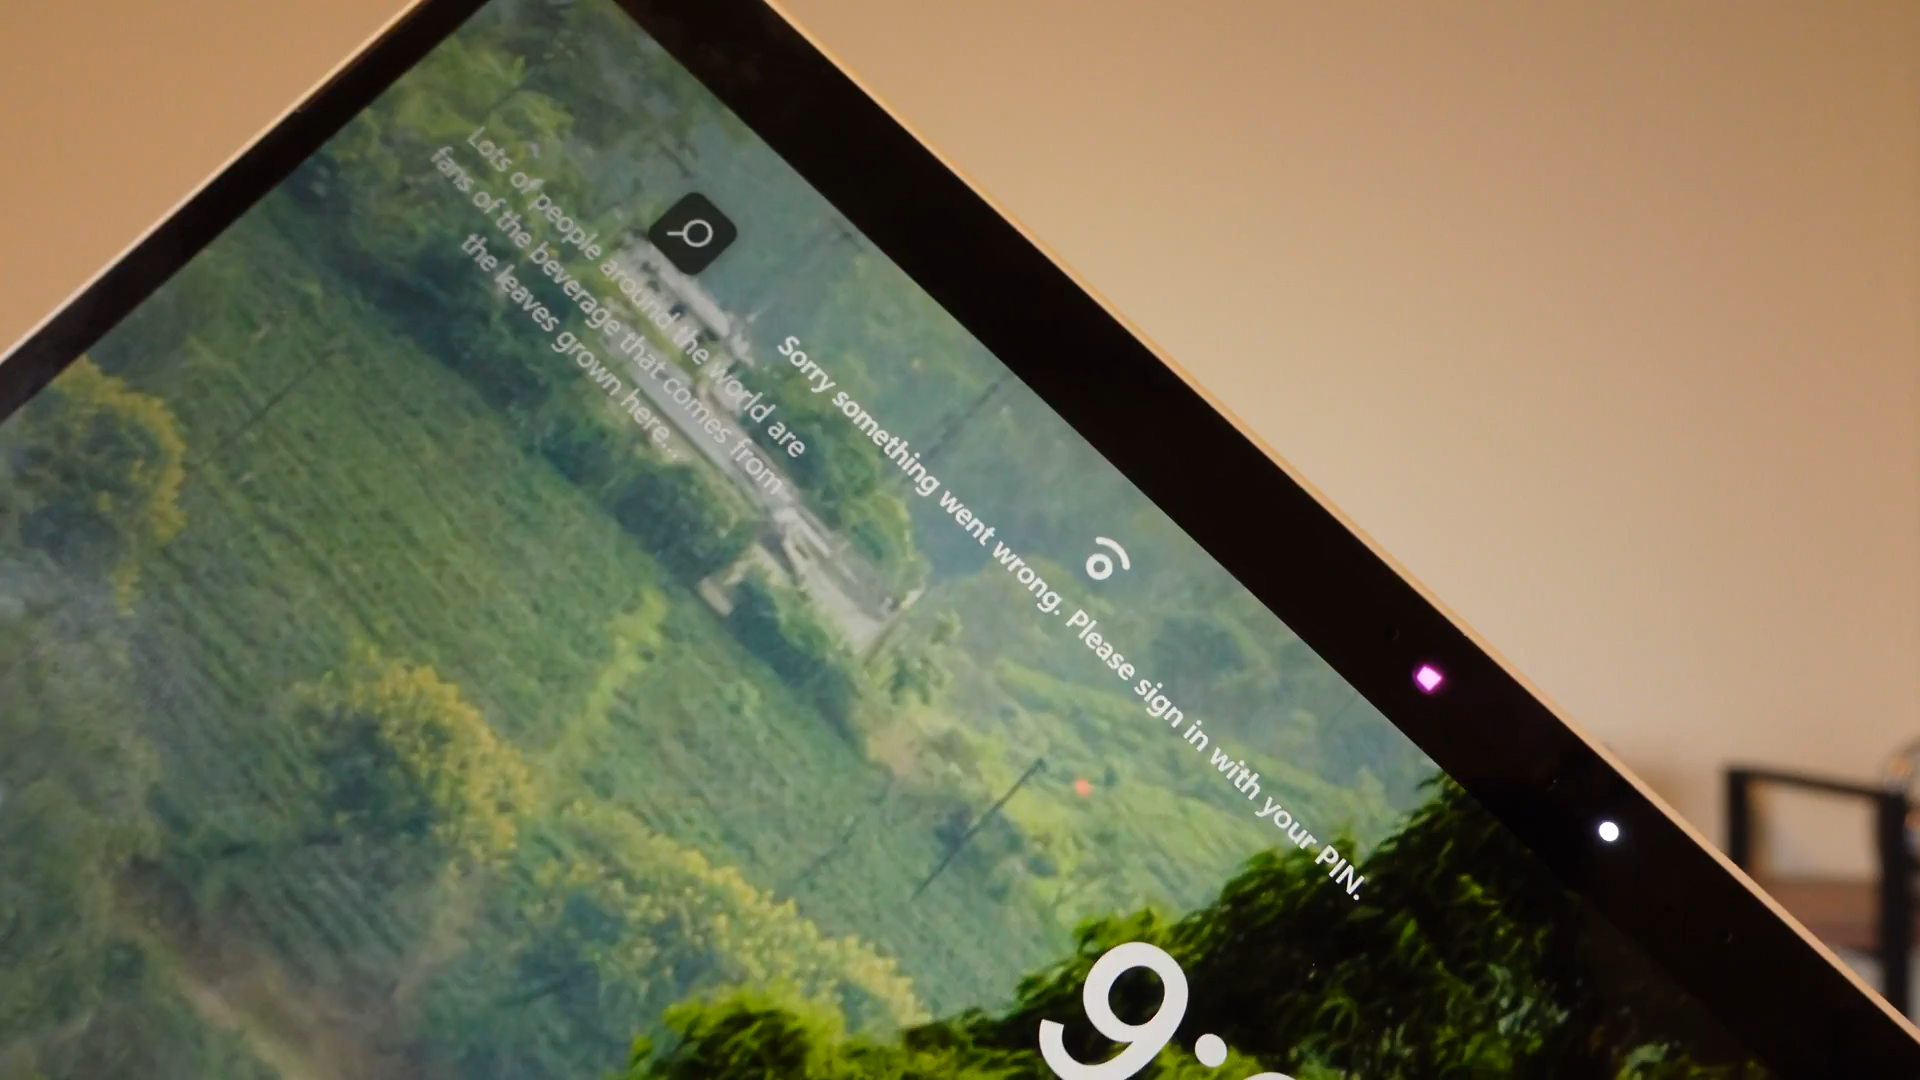 Lots of people around the world are
fans of the beverage that comes from
the leaves grown here...
Sorry something went wrong. Please sign in with your PIN.
9: